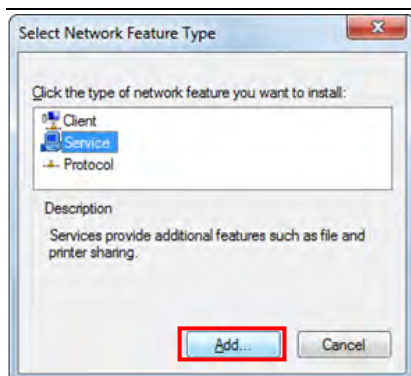 Select Network Feature Type
Click the type of network feature you want to install:
Client
Service
Protocol
Description
Services provide additional features such as file and
printer sharing.
Add...
Cancel